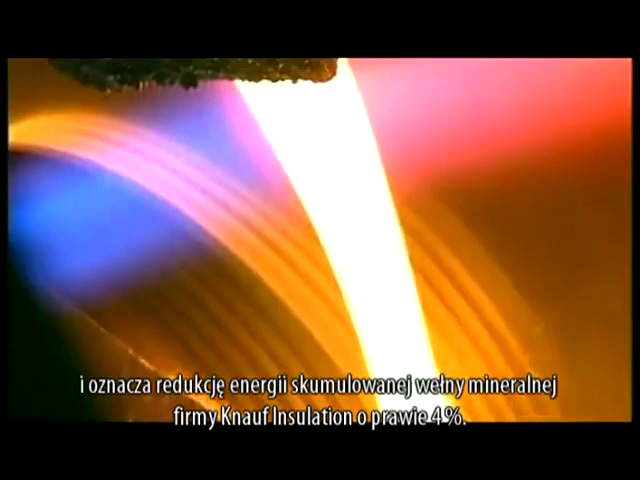 i oznacza redukcję energii skumulowanej wełny mineralnej
firmy Knauf Insulation o prawie 4%.